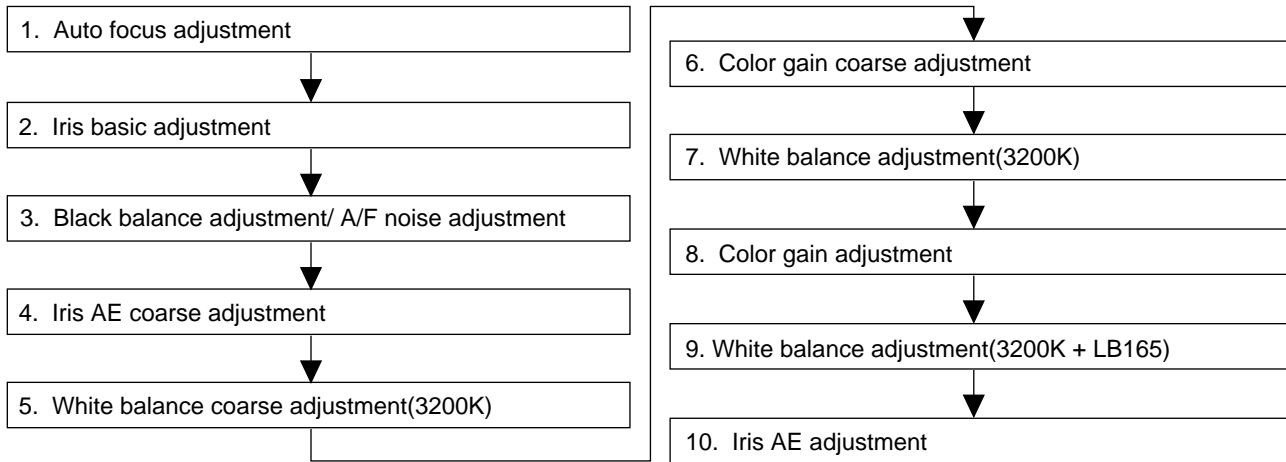 1. Auto focus adjustment
2. Iris basic adjustment
3. Black balance adjustment/ A/F noise adjustment
4. Iris AE coarse adjustment
5. White balance coarse adjustment(3200K)
6. Color gain coarse adjustment
7. White balance adjustment(3200K)
8. Color gain adjustment
9. White balance adjustment(3200K + LB165)
10. Iris AE adjustment